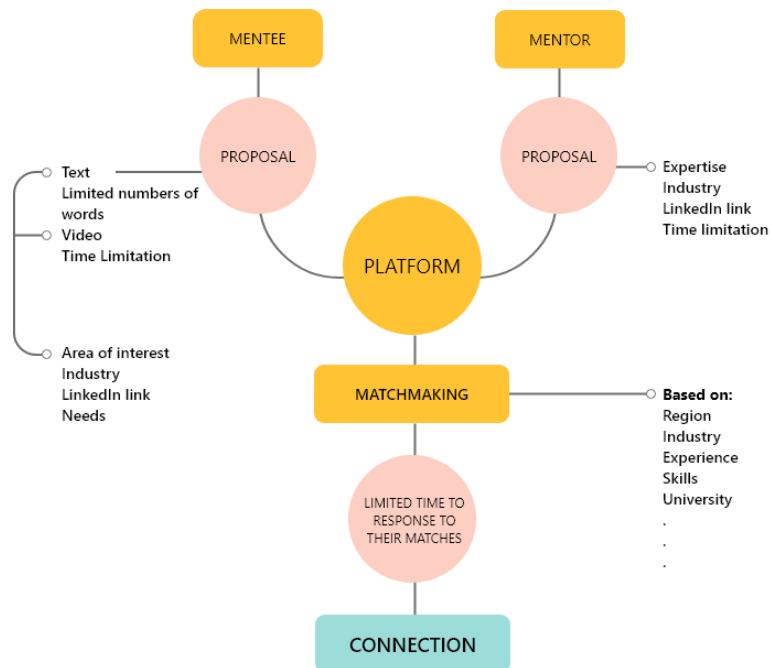 MENTEE
MENTOR
PROPOSAL
PROPOSAL
Text
Limited numbers of
words
Video
Time Limitation
Expertise
Industry
LinkedIn link
Time limitation
PLATFORM
Area of interest
Industry
LinkedIn link
Needs
MATCHMAKING
Based on:
Region
Industry
Experience
Skills
University
.
.
.
LIMITED TIME TO
RESPONSE TO
THEIR MATCHES
CONNECTION